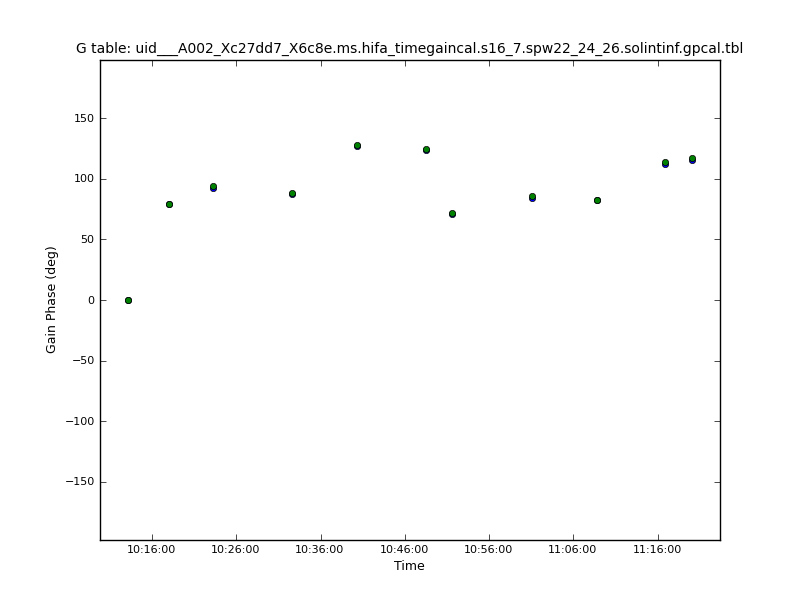 G table: uid___A002_Xc27dd7_X6c8e.ms.hifa_timegaincal.s16_7.spw22_24_26.solintinf.gpcal.tbl
150
100
50
0
−50
−100
−150
Gain Phase (deg)
10:16:00 10:26:00 10:36:00 10:46:00 10:56:00 11:06:00 11:16:00
Time